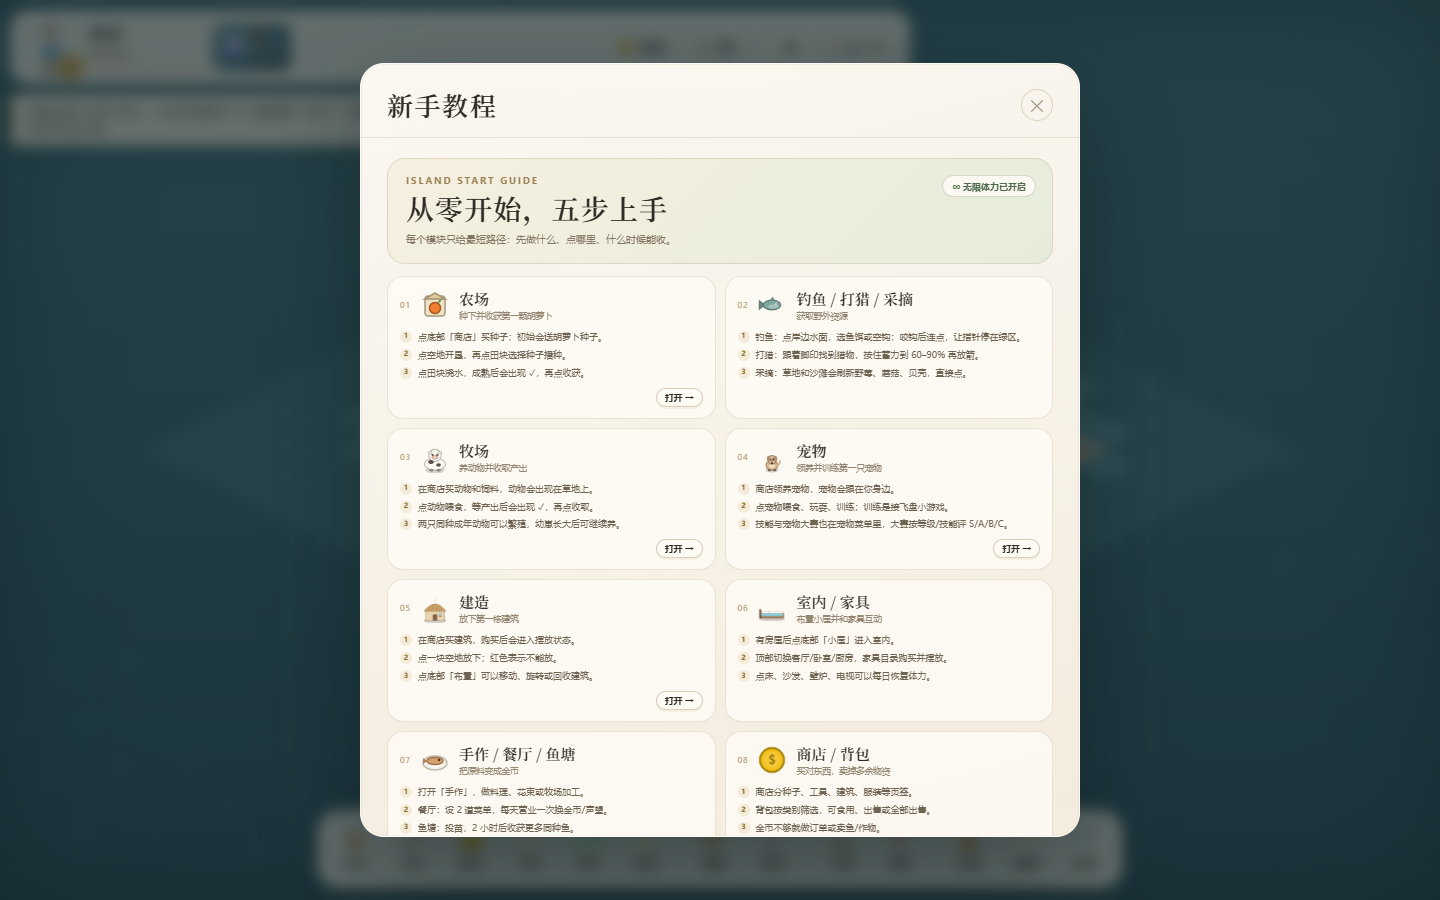 新手教程
ISLAND START GUIDE
∞ 无限体力已开启
从零开始，五步上手
每个模块只给最短路径：先做什么、点哪里、什么时候能收。
01
农场
种下并收获第一颗胡萝卜
1 点底部「商店」买种子；初始会送胡萝卜种子。
2 点空地开垦，再点田块选择种子播种。
3 点田块浇水，成熟后会出现 ✓，再点收获。
打开 →
02
钓鱼 / 打猎 / 采摘
获取野外资源
1 钓鱼：点岸边水面，选鱼饵或空钩；咬钩后连点，让指针停在绿区。
2 打猎：跟着脚印找到猎物，按住蓄力到 60–90% 再放箭。
3 采摘：草地和沙滩会刷新野莓、蘑菇、贝壳，直接点。
03
牧场
养动物并收取产出
1 在商店买动物和饲料，动物会出现在草地上。
2 点动物喂食，等产出后会出现 ✓，再点收取。
3 两只同种成年动物可以繁殖，幼崽长大后可继续养。
打开 →
04
宠物
领养并训练第一只宠物
1 商店领养宠物，宠物会跟在你身边。
2 点宠物喂食、玩耍、训练；训练是接飞盘小游戏。
3 技能与宠物大赛也在宠物菜单里，大赛按等级/技能评 S/A/B/C。
打开 →
05
建造
放下第一栋建筑
1 在商店买建筑，购买后会进入摆放状态。
2 点一块空地放下；红色表示不能放。
3 点底部「布置」可以移动、旋转或回收建筑。
打开 →
06
室内 / 家具
布置小屋并和家具互动
1 有房屋后点底部「小屋」进入室内。
2 顶部切换客厅/卧室/厨房，家具目录购买并摆放。
3 点床、沙发、壁炉、电视可以每日恢复体力。
07
手作 / 餐厅 / 鱼塘
把原料变成金币
1 打开「手作」，做料理、花束或牧场加工。
2 餐厅：设 2 道菜单，每天营业一次换金币/声望。
3 鱼塘：投苗，2 小时后收获更多同种鱼。
08
商店 / 背包
买对东西，卖掉多余物资
1 商店分种子、工具、建筑、服装等页签。
2 背包按类别筛选，可食用、出售或全部出售。
3 金币不够就做订单或卖鱼/作物。